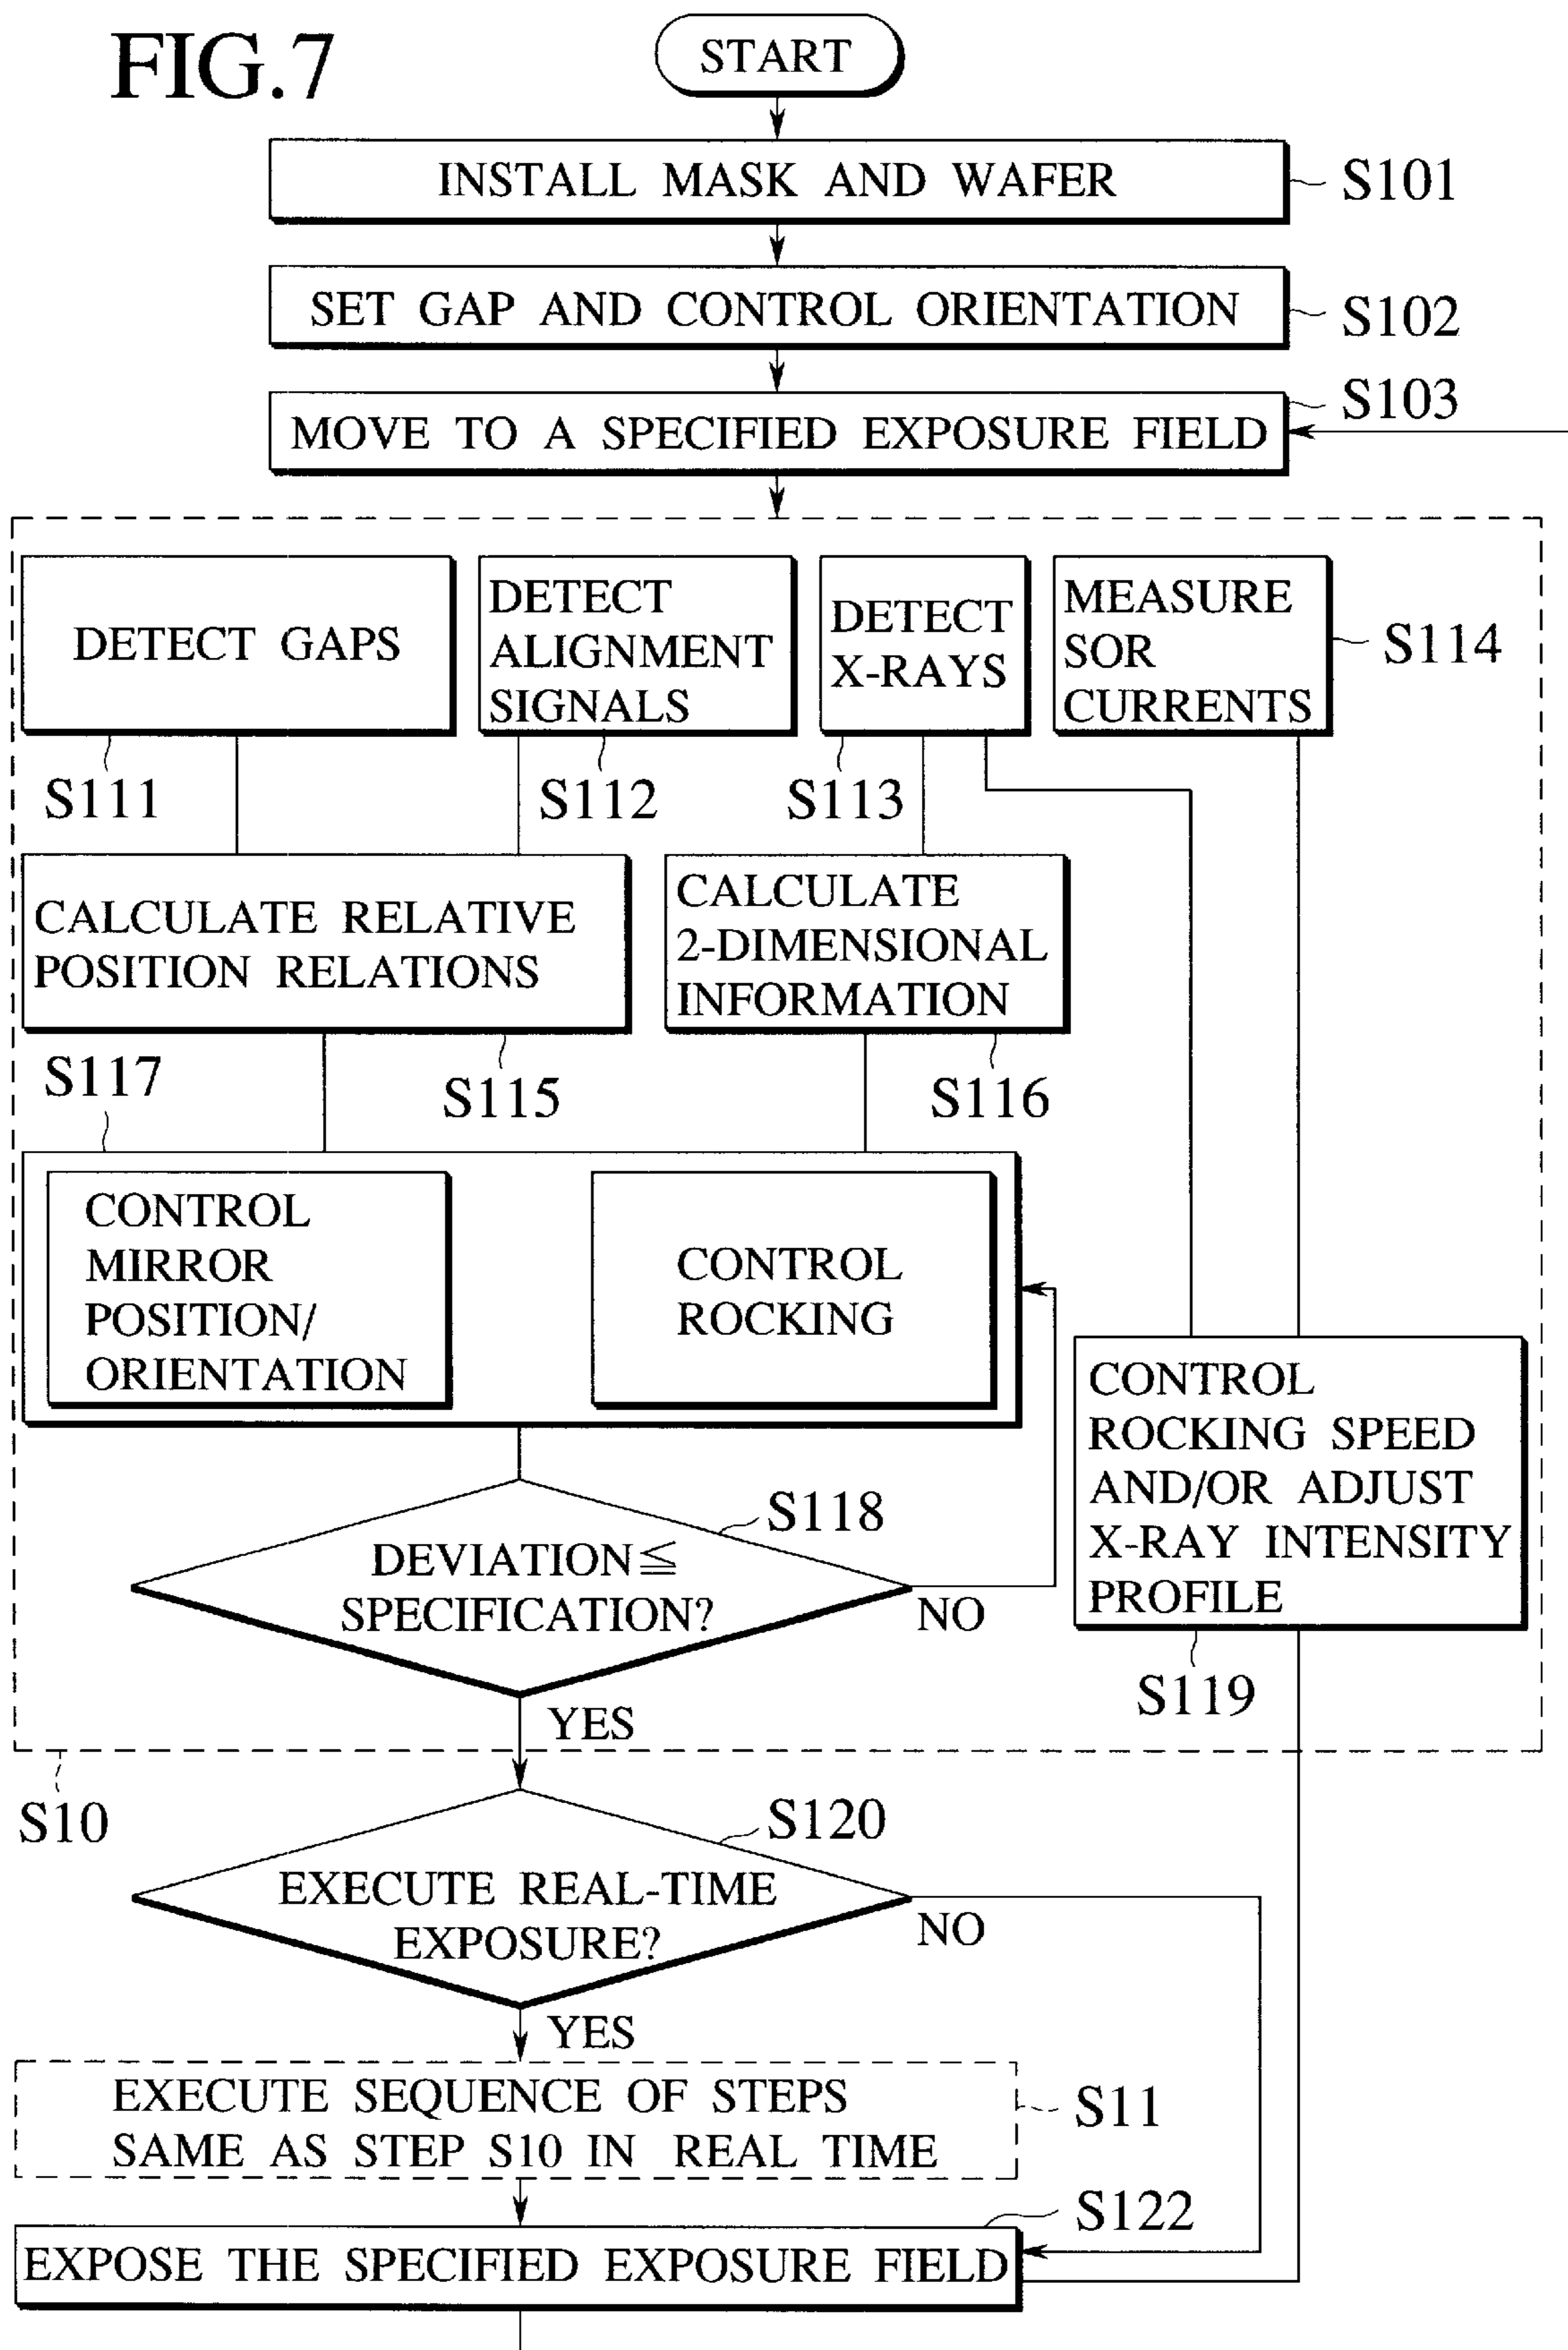 FIG.7
START
INSTALL MASK AND WAFER
S101
SET GAP AND CONTROL ORIENTATION
S102
S103
MOVE TO A SPECIFIED EXPOSURE FIELD
DETECT GAPS
S111
DETECT
ALIGNMENT
SIGNALS
S112
DETECT
X-RAYS
S113
MEASURE
SOR
CURRENTS
S114
CALCULATE RELATIVE
POSITION RELATIONS
S115
CALCULATE
2-DIMENSIONAL
INFORMATION
S116
S117
CONTROL
MIRROR
POSITION/
ORIENTATION
CONTROL
ROCKING
CONTROL
ROCKING SPEED
AND/OR ADJUST
X-RAY INTENSITY
PROFILE
S119
S118
DEVIATION≦
SPECIFICATION?
NO
YES
S10
S120
EXECUTE REAL-TIME
EXPOSURE?
NO
YES
EXECUTE SEQUENCE OF STEPS
SAME AS STEP S10 IN REAL TIME
S11
S122
EXPOSE THE SPECIFIED EXPOSURE FIELD